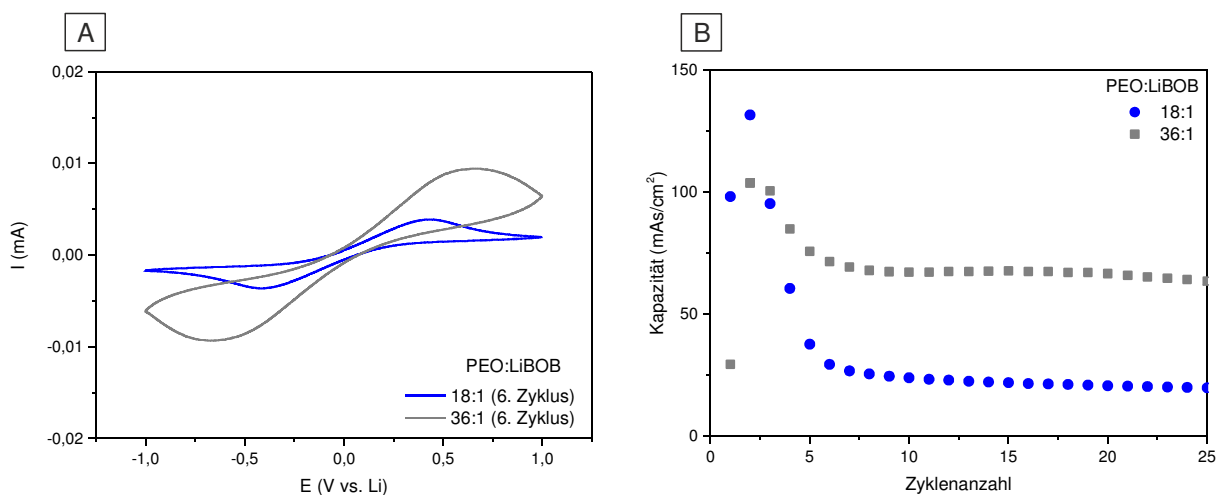 A
0,02
0,01
0,00
-0,01
-0,02
I (mA)
-1,0 -0,5 0,0 0,5 1,0
E (V vs. Li)
PEO:LiBOB
18:1 (6. Zyklus)
36:1 (6. Zyklus)
B
150
100
50
0
Kapazität (mAs/cm²)
0 5 10 15 20 25
Zyklenanzahl
PEO:LiBOB
18:1
36:1